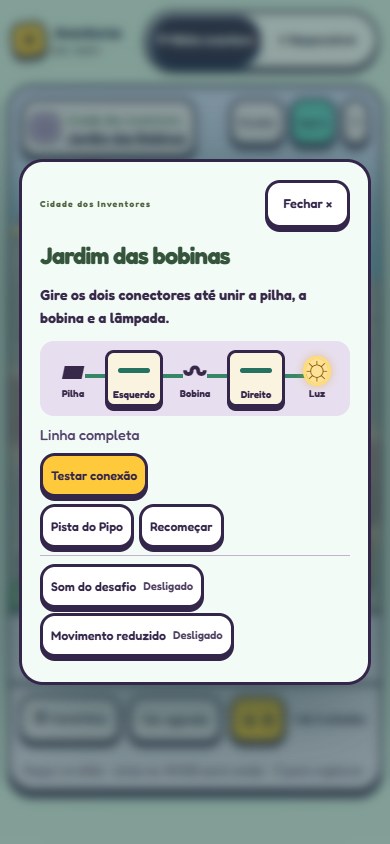 Cidade dos Inventores
Fechar ×
Jardim das bobinas
Gire os dois conectores até unir a pilha, a
bobina e a lâmpada.
Pilha
Esquerdo
Bobina
Direito
Luz
Linha completa
Testar conexão
Pista do Pipo
Recomeçar
Som do desafio Desligado
Movimento reduzido Desligado